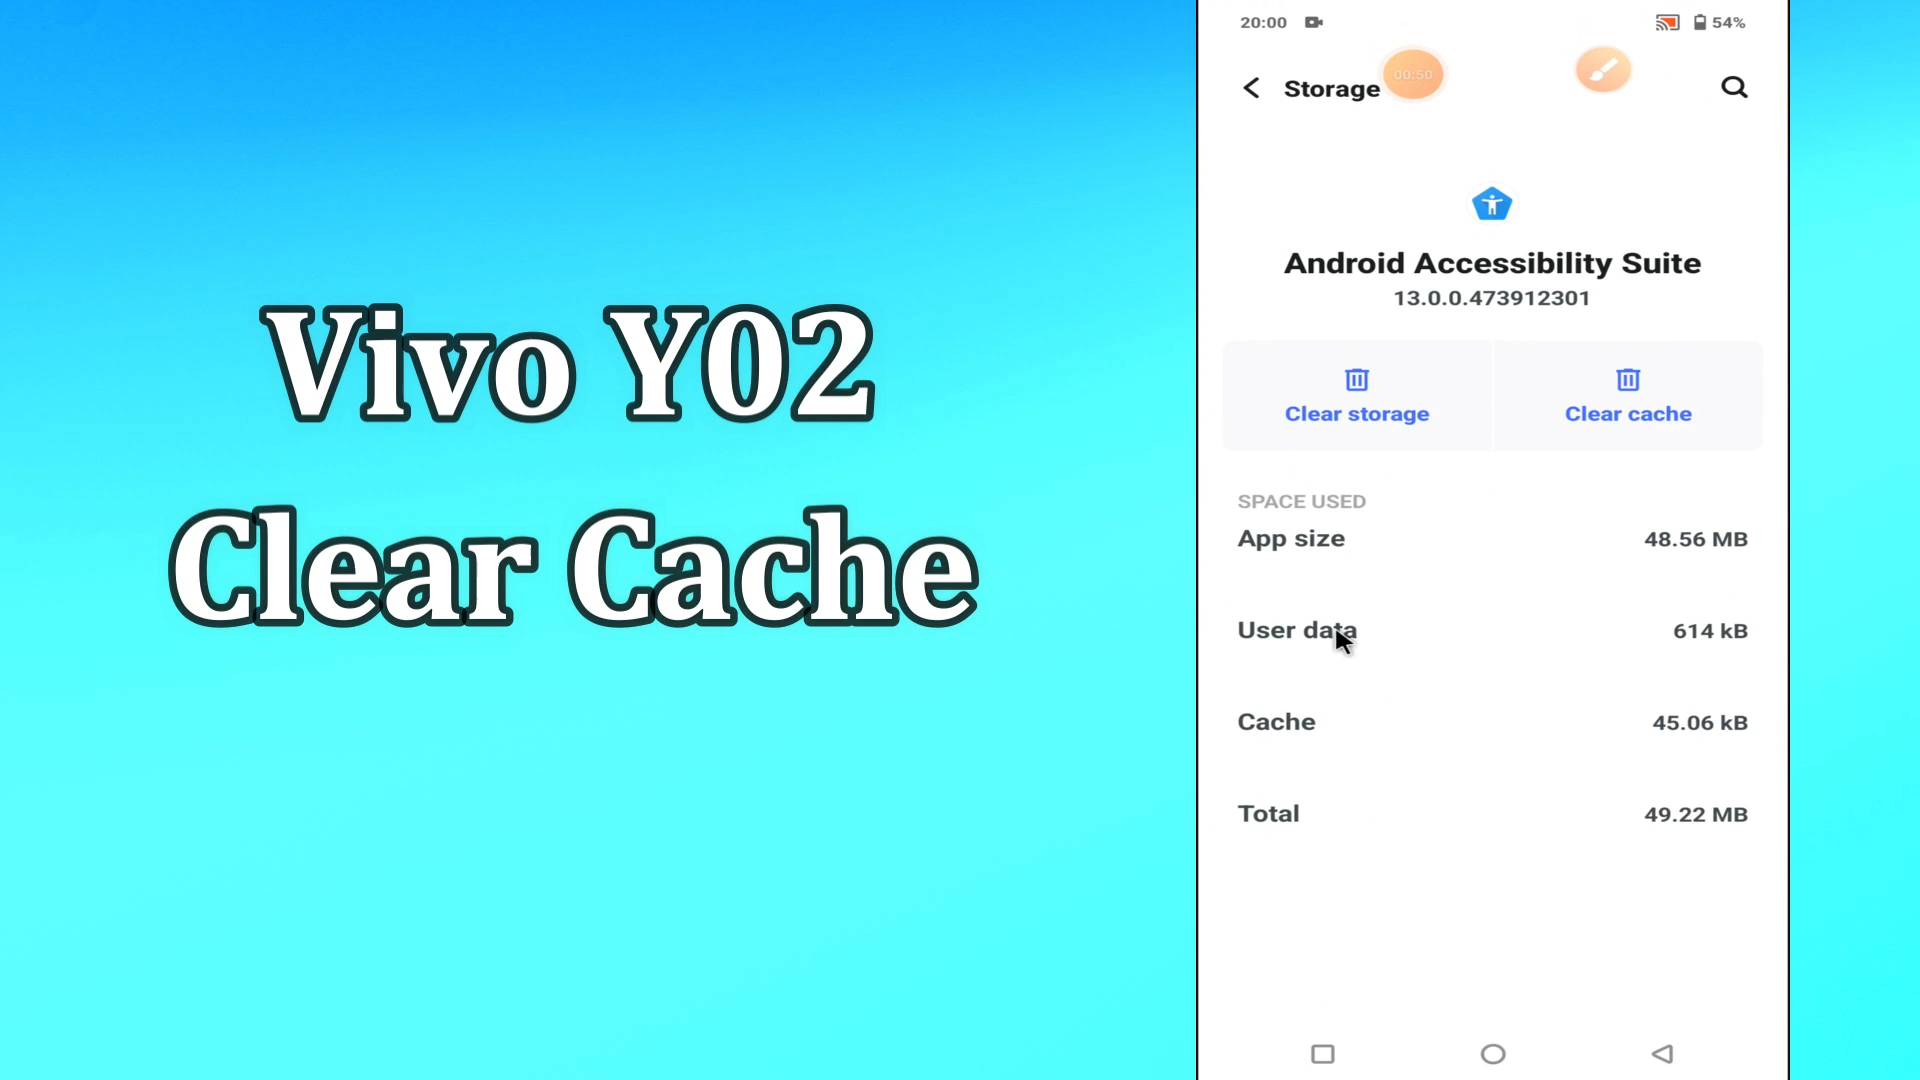 Vivo Y02
Clear Cache
20:00
54%
Storage
00:50
Android Accessibility Suite
13.0.0.473912301
Clear storage
Clear cache
SPACE USED
App size
48.56 MB
User data
614 kB
Cache
45.06 kB
Total
49.22 MB